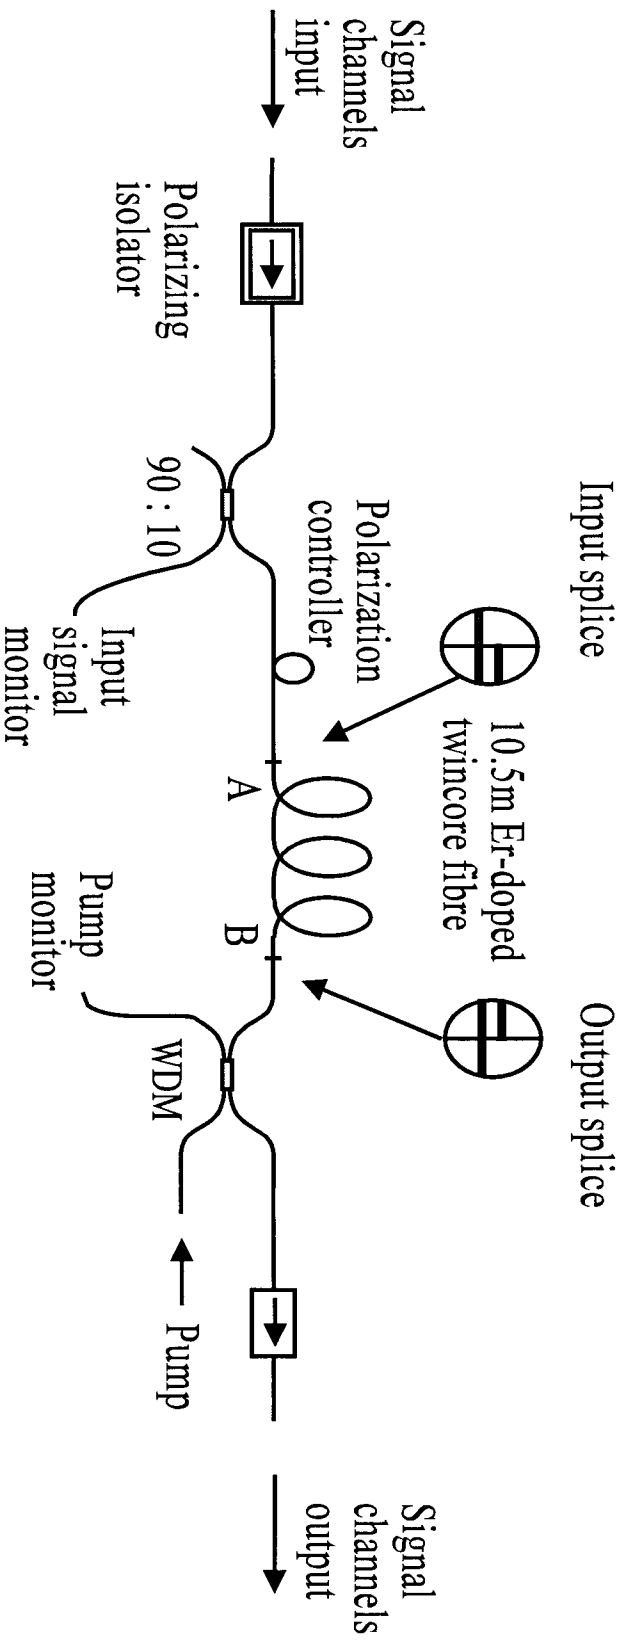 Signal
channels
input
Polarizing
isolator
90 : 10
Input
signal
monitor
Polarization
controller
Input splice
10.5m Er-doped
twincore fibre
A
B
Output splice
Pump
monitor
WDM
Pump
Signal
channels
output